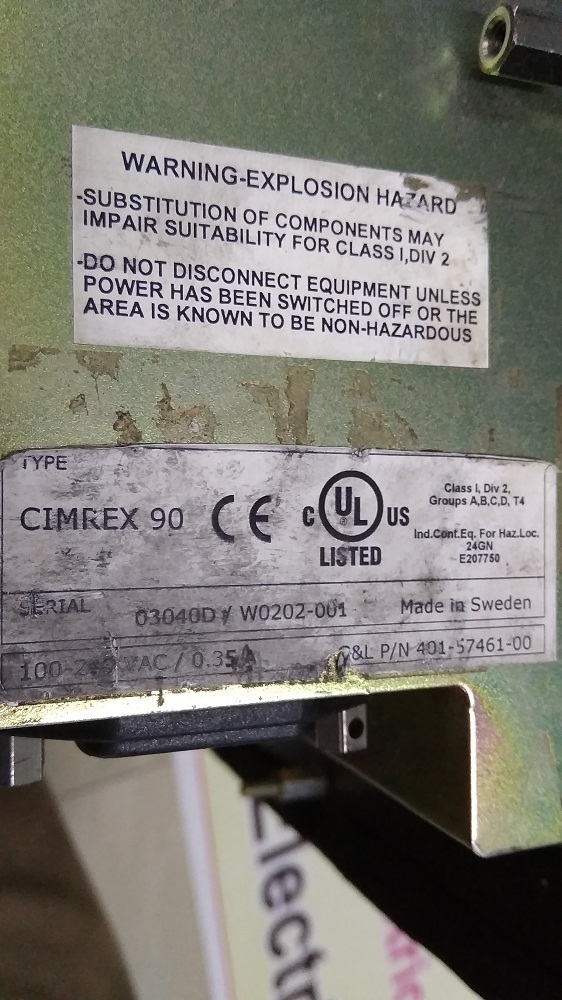 WARNING-EXPLOSION HAZARD
-SUBSTITUTION OF COMPONENTS MAY
IMPAIR SUITABILITY FOR CLASS I,DIV 2
-DO NOT DISCONNECT EQUIPMENT UNLESS
POWER HAS BEEN SWITCHED OFF OR THE
AREA IS KNOWN TO BE NON-HAZARDOUS
TYPE
CIMREX 90
CE
C UL US
®
LISTED
Class I, Div 2,
Groups A,B,C,D, T4
Ind.Cont.Eq. For Haz.Loc.
24GN
E207750
SERIAL
03040D / W0202-001
Made in Sweden
/ 0.35A
P/N 401-57461-00